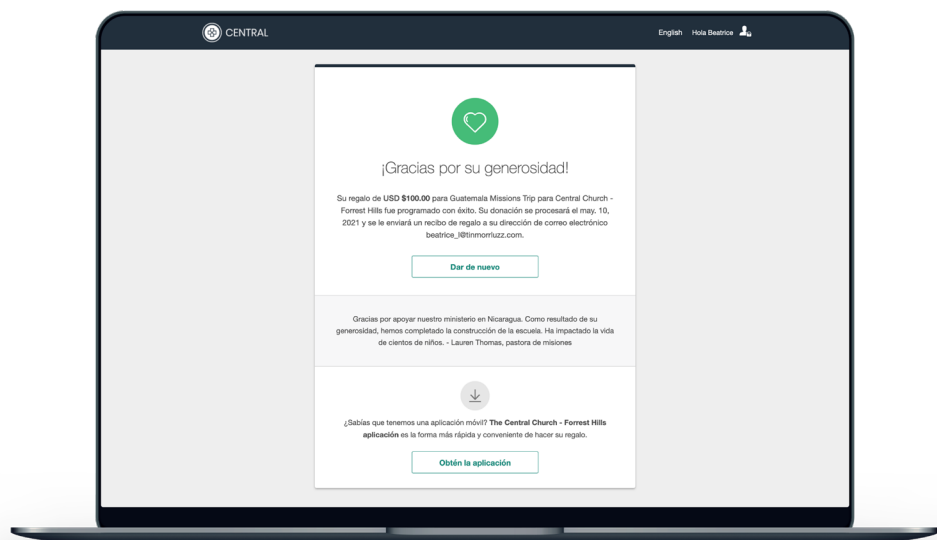 CENTRAL
English Hola Beatrice
¡Gracias por su generosidad!
Su regalo de USD $100.00 para Guatemala Missions Trip para Central Church -
Forrest Hills fue programado con éxito. Su donación se procesará el may. 10,
2021 y se le enviará un recibo de regalo a su dirección de correo electrónico
beatrice_l@tinmorrluzz.com.
Dar de nuevo
Gracias por apoyar nuestro ministerio en Nicaragua. Como resultado de su
generosidad, hemos completado la construcción de la escuela. Ha impactado la vida
de cientos de niños. - Lauren Thomas, pastora de misiones
¿Sabías que tenemos una aplicación móvil? The Central Church - Forrest Hills
aplicación es la forma más rápida y conveniente de hacer su regalo.
Obtén la aplicación